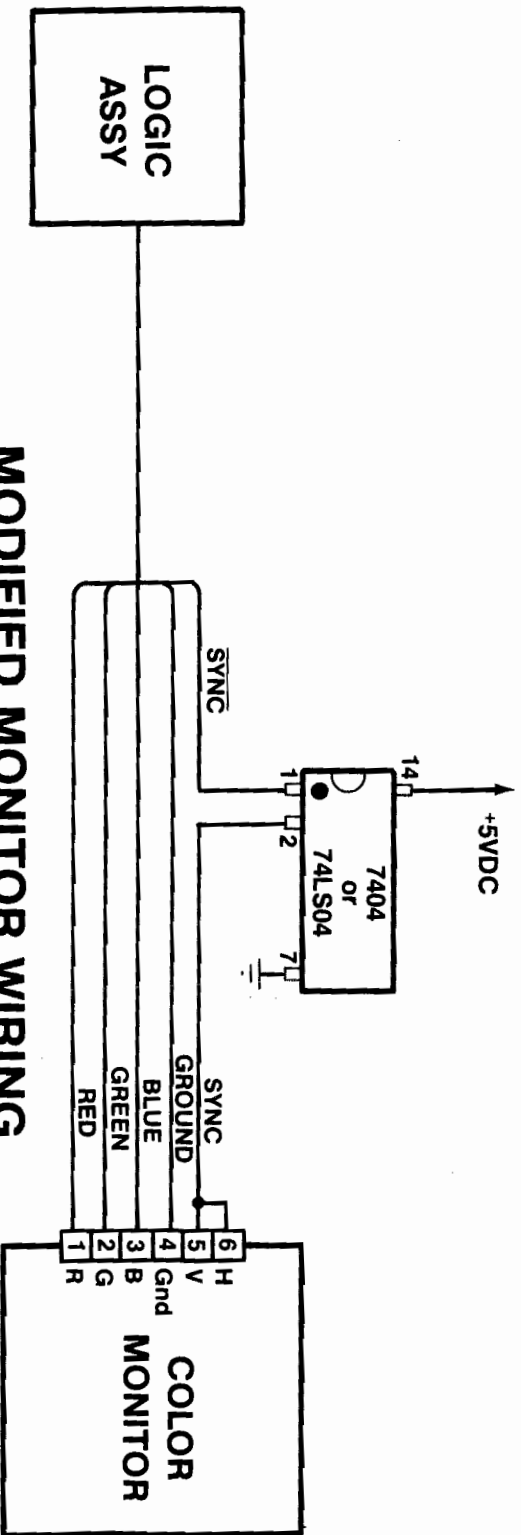 LOGIC
ASSY
+5VDC
14
7404
or
74LS04
1
2
7
SYNC
SYNC
GROUND
BLUE
GREEN
RED
6 H
5 V
4 Gnd
3 B
2 G
1 R
COLOR
MONITOR
MODIFIED MONITOR WIRING